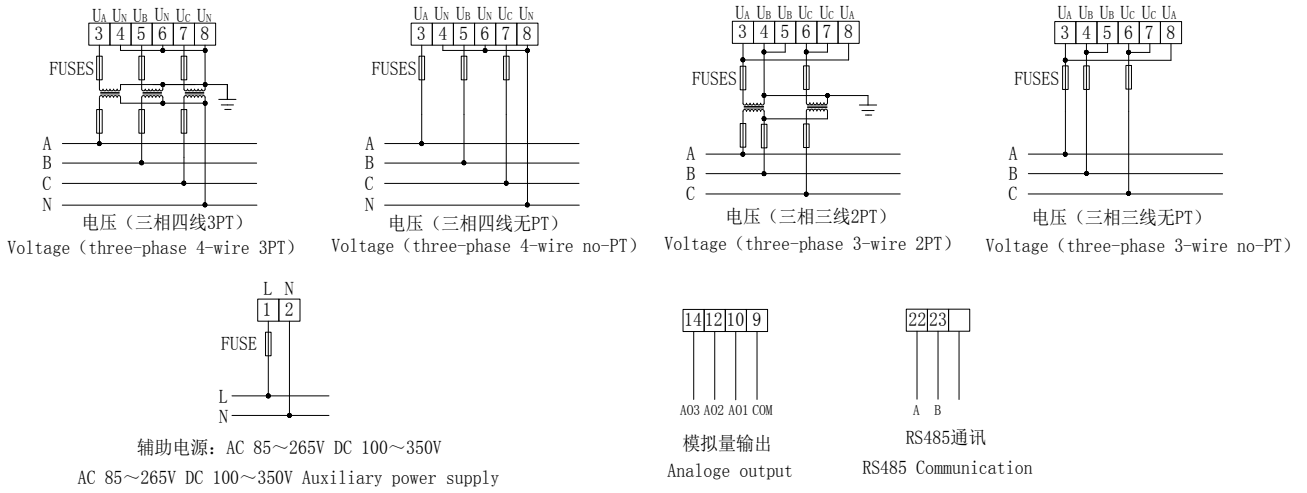 UA UN UB UN UC UN
3 4 5 6 7 8
FUSES
A
B
C
N
电压（三相四线3PT）
Voltage（three-phase 4-wire 3PT）
UA UN UB UN UC UN
3 4 5 6 7 8
FUSES
A
B
C
N
电压（三相四线无PT）
Voltage（three-phase 4-wire no-PT）
UA UB UB UC UC UA
3 4 5 6 7 8
FUSES
A
B
C
电压（三相三线2PT）
Voltage（three-phase 3-wire 2PT）
UA UB UB UC UC UA
3 4 5 6 7 8
FUSES
A
B
C
电压（三相三线无PT）
Voltage（three-phase 3-wire no-PT）
L N
1 2
FUSE
L
N
辅助电源：AC 85～265V DC 100～350V
AC 85～265V DC 100～350V Auxiliary power supply
14 12 10 9
AO3 AO2 AO1 COM
模拟量输出
Analoge output
22 23
A B
RS485通讯
RS485 Communication